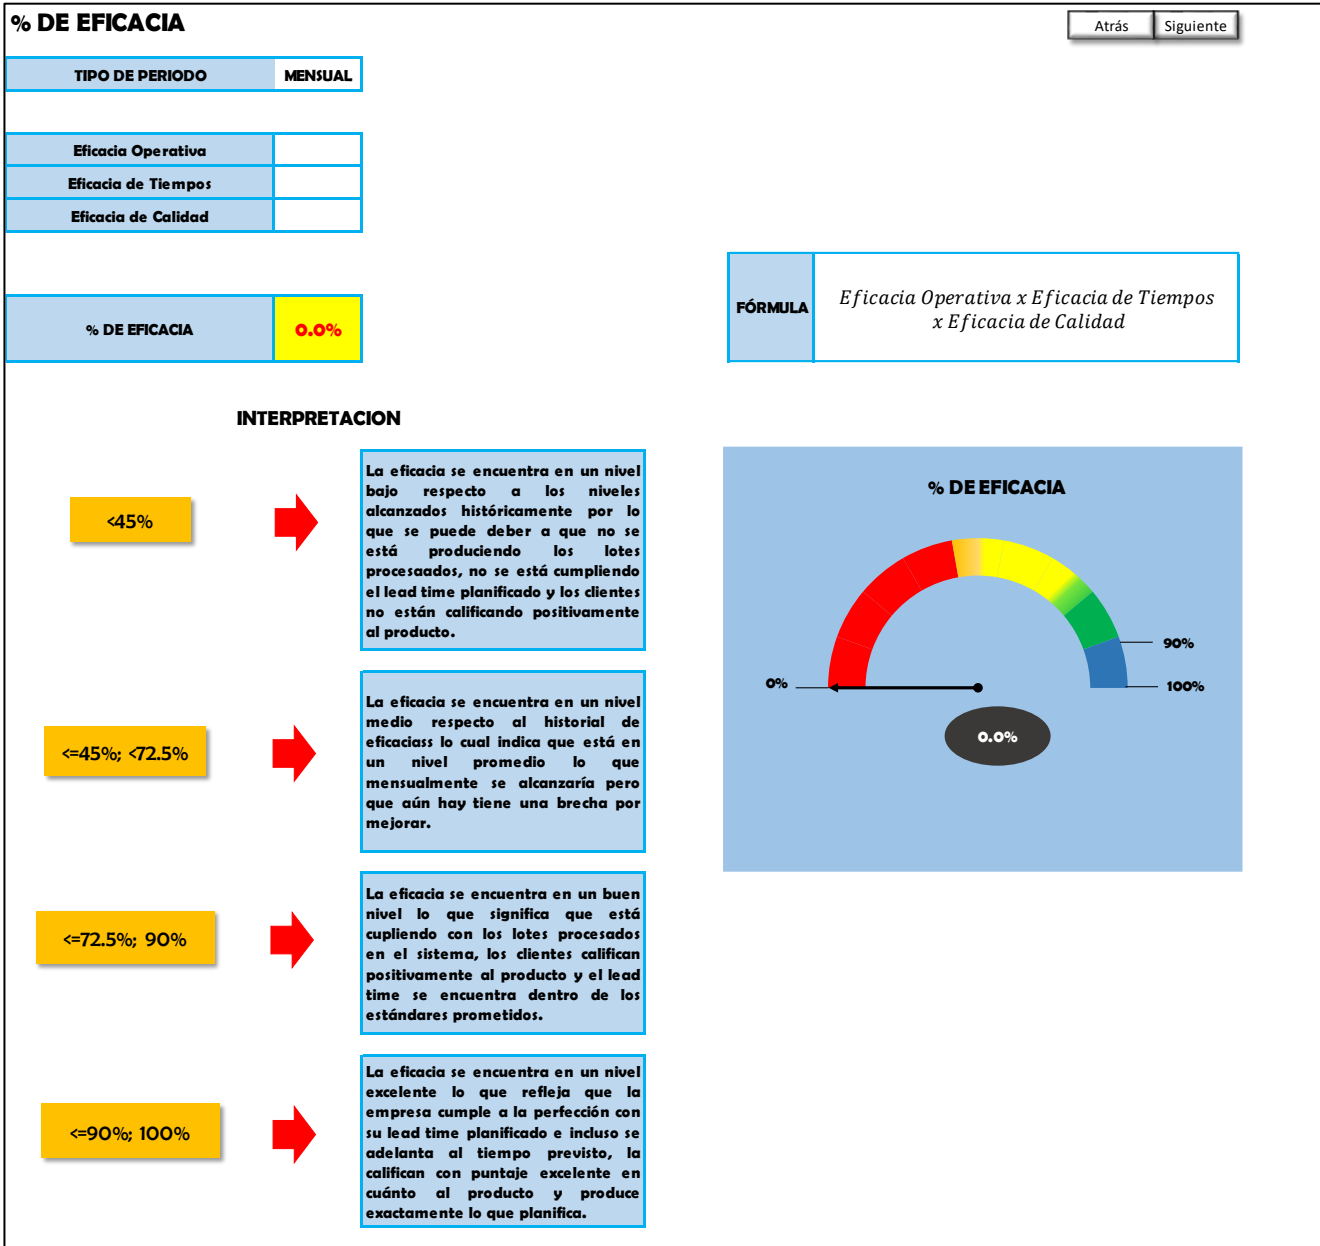 % DE EFICACIA
Atrás
Siguiente
TIPO DE PERIODO
MENSUAL
Eficacia Operativa
Eficacia de Tiempos
Eficacia de Calidad
FÓRMULA
Eficacia Operativa x Eficacia de Tiempos
x Eficacia de Calidad
% DE EFICACIA
0.0%
INTERPRETACION
<45%
La eficacia se encuentra en un nivel
bajo respecto a los niveles
alcanzados históricamente por lo
que se puede deber a que no se
está produciendo los lotes
procesaados, no se está cumpliendo
el lead time planificado y los clientes
no están calificando positivamente
al producto.
<=45%; <72.5%
La eficacia se encuentra en un nivel
medio respecto al historial de
eficaciass lo cual indica que está en
un nivel promedio lo que
mensualmente se alcanzaría pero
que aún hay tiene una brecha por
mejorar.
<=72.5%; 90%
La eficacia se encuentra en un buen
nivel lo que significa que está
cupliendo con los lotes procesados
en el sistema, los clientes califican
positivamente al producto y el lead
time se encuentra dentro de los
estándares prometidos.
<=90%; 100%
La eficacia se encuentra en un nivel
excelente lo que refleja que la
empresa cumple a la perfección con
su lead time planificado e incluso se
adelanta al tiempo previsto, la
califican con puntaje excelente en
cuánto al producto y produce
exactamente lo que planifica.
% DE EFICACIA
90%
0%
100%
0.0%